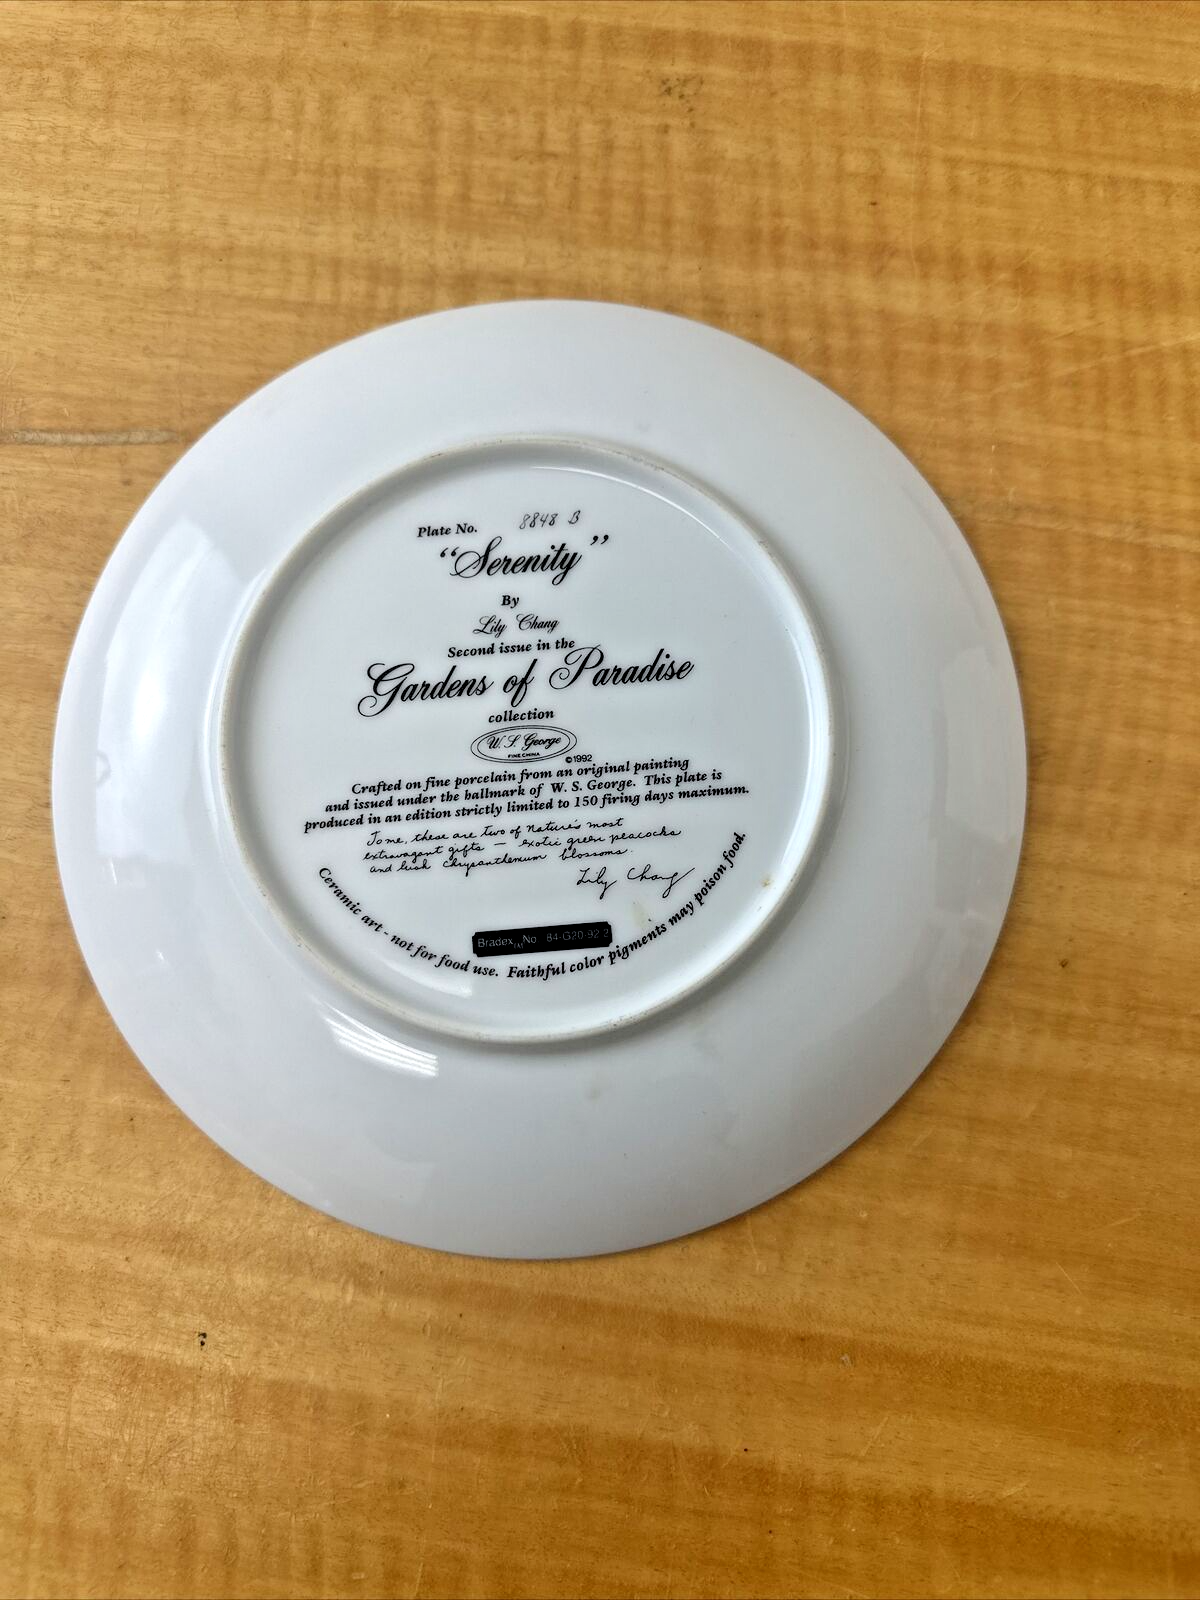 Plate No. 8848 B
“Serenity”
By
Lily Chang
Second issue in the
Gardens of Paradise
collection
W. S. George
FINE CHINA
©1992
Crafted on fine porcelain from an original painting
and issued under the hallmark of W. S. George. This plate is
produced in an edition strictly limited to 150 firing days maximum.
To me, these are two of Nature's most
extravagant gifts — exotic green peacocks
and lush chrysanthemum blossoms.
Lily Chang
Bradex TM No 84-G20-92.2
Ceramic art - not for food use. Faithful color pigments may poison food.